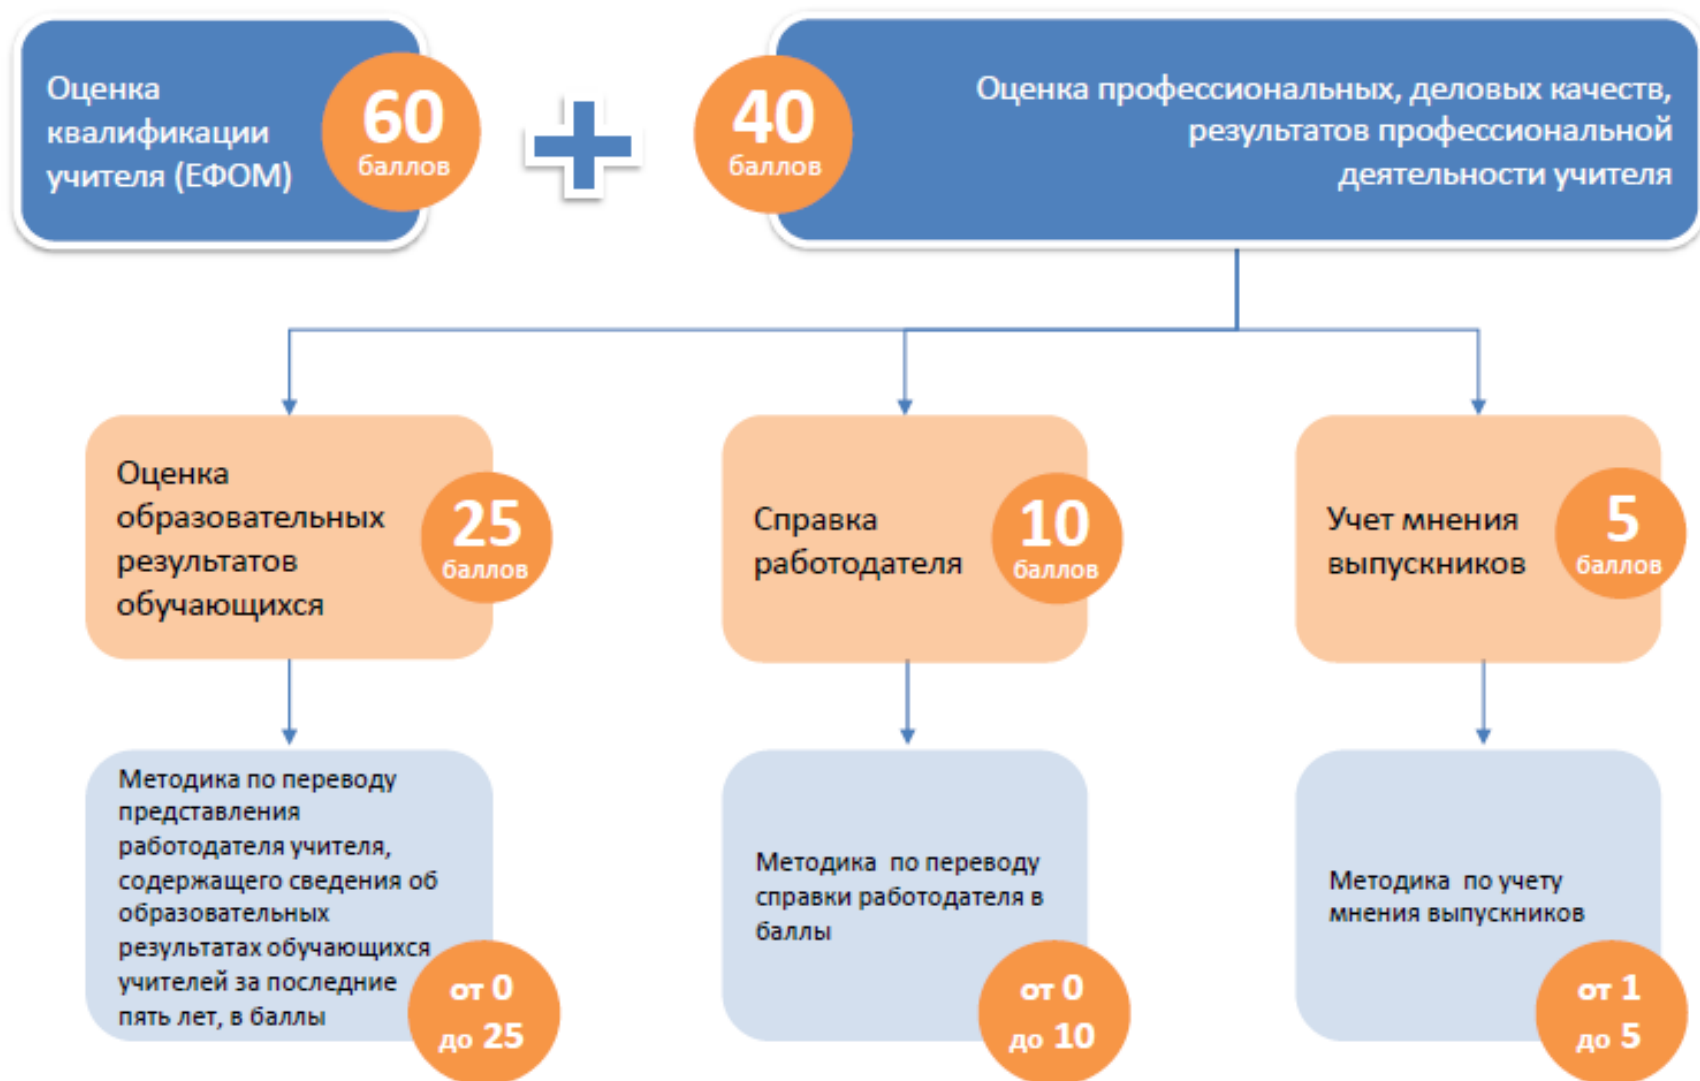 Оценка
квалификации
учителя (ЕФОМ)
60
баллов
40
баллов
Оценка профессиональных, деловых качеств,
результатов профессиональной
деятельности учителя
Оценка
образовательных
результатов
обучающихся
25
баллов
Справка
работодателя
10
баллов
Учет мнения
выпускников
5
баллов
Методика по переводу
представления
работодателя учителя,
содержащего сведения об
образовательных
результатах обучающихся
учителей за последние
пять лет, в баллы
от 0
до 25
Методика по переводу
справки работодателя в
баллы
от 0
до 10
Методика по учету
мнения выпускников
от 1
до 5